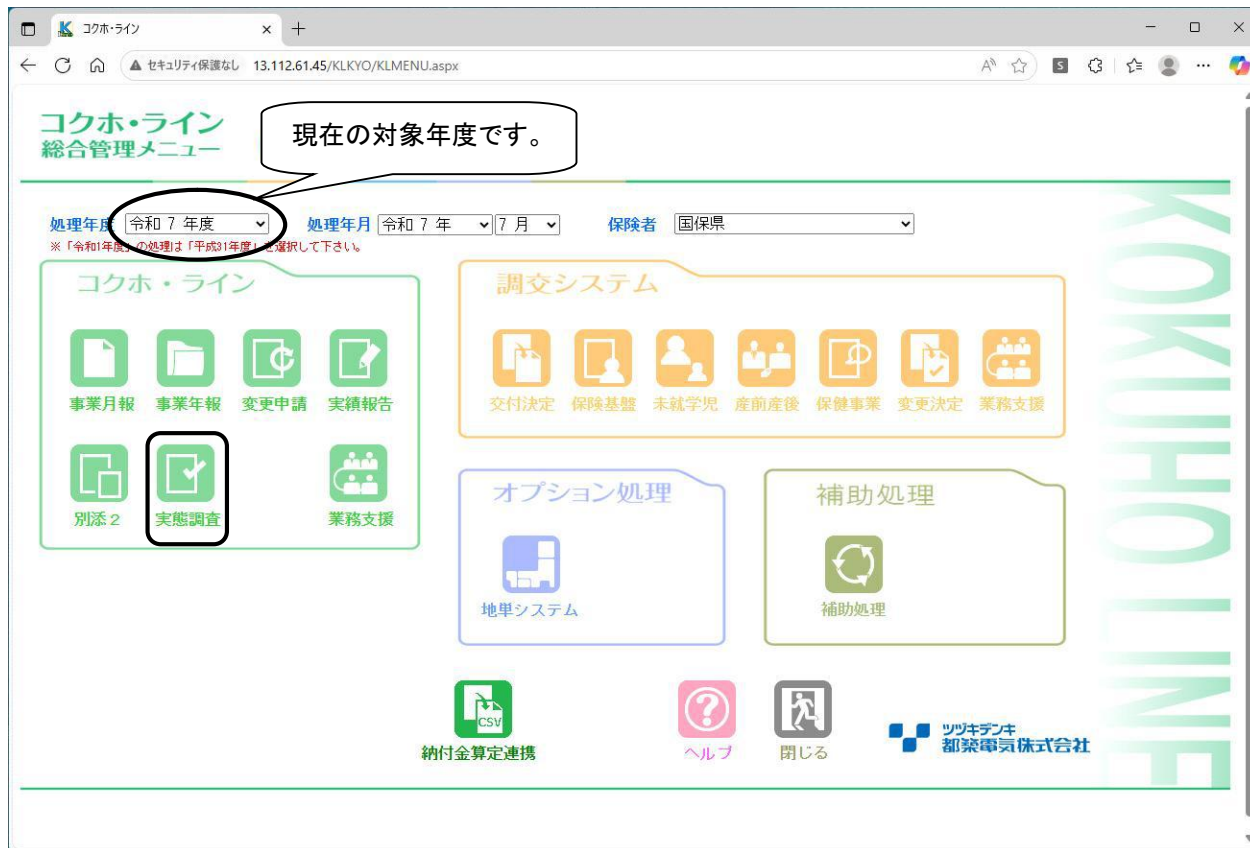 コクホ・ライン
セキュリティ保護なし 13.112.61.45/KLKYO/KLMENU.aspx
コクホ・ライン
総合管理メニュー
現在の対象年度です。
処理年度 令和 7 年度 処理年月 令和 7 年 7 月 保険者 国保県
※「令和1年度」の処理は「平成31年度」を選択して下さい。
コクホ・ライン
事業月報 事業年報 変更申請 実績報告
別添2 実態調査 業務支援
調交システム
交付決定 保険基盤 未就学児 産前産後 保健事業 変更決定 業務支援
オプション処理
地単システム
補助処理
補助処理
CSV
納付金算定連携
ヘルプ
閉じる
ツヅキデンキ
都築電気株式会社
KOKUHO LINE